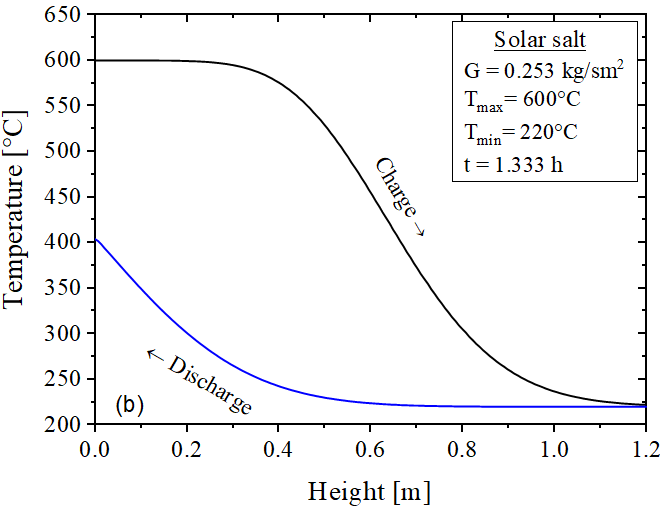 650
600
550
500
450
400
350
300
250
200
Temperature [°C]
Solar salt
G = 0.253 kg/sm²
Tₘₐₓ= 600°C
Tₘᵢₙ= 220°C
t = 1.333 h
Charge →
← Discharge
(b)
0.0 0.2 0.4 0.6 0.8 1.0 1.2
Height [m]